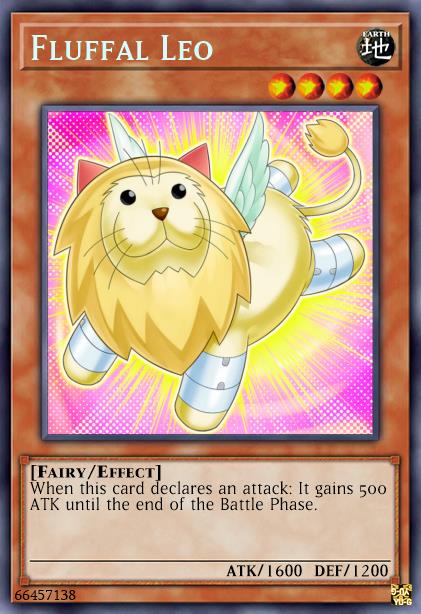 Fluffal Leo
EARTH
地
[Fairy/Effect]
When this card declares an attack: It gains 500
ATK until the end of the Battle Phase.
ATK/1600 DEF/1200
66457138